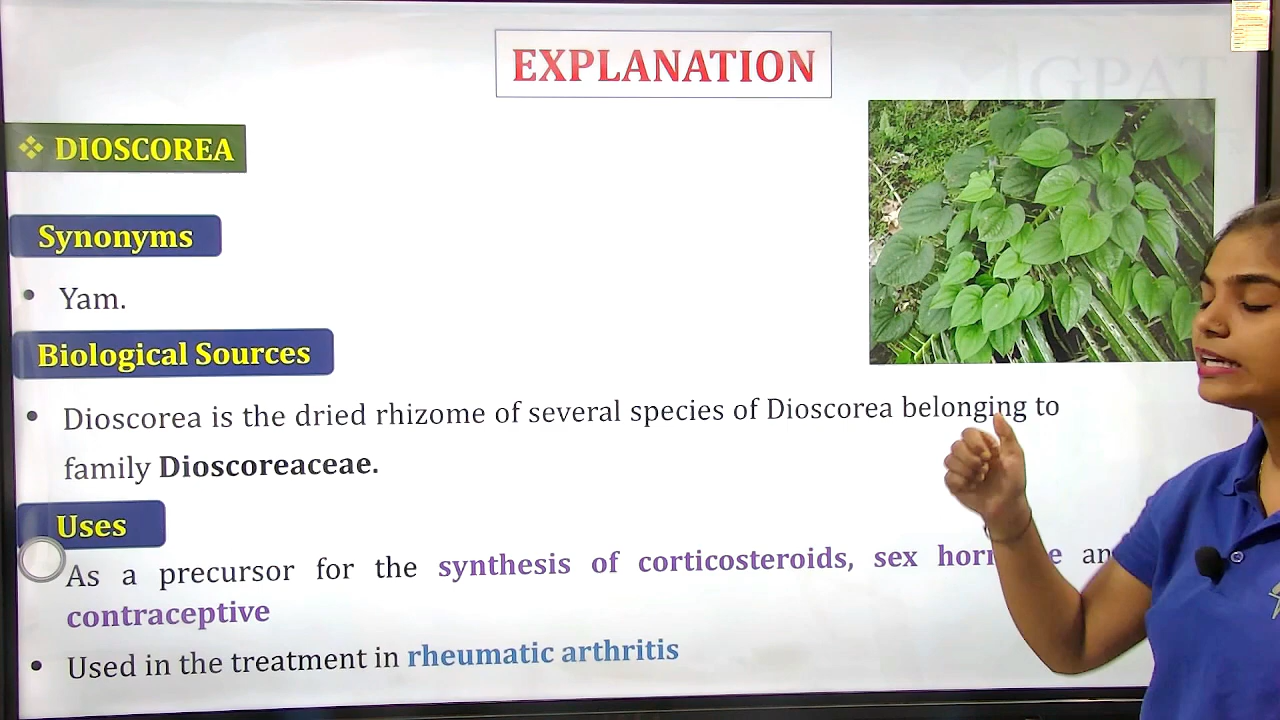 EXPLANATION
GPAT
❖ DIOSCOREA
Synonyms
• Yam.
Biological Sources
• Dioscorea is the dried rhizome of several species of Dioscorea belonging to
family Dioscoreaceae.
Uses
As a precursor for the synthesis of corticosteroids, sex
contraceptive
• Used in the treatment in rheumatic arthritis